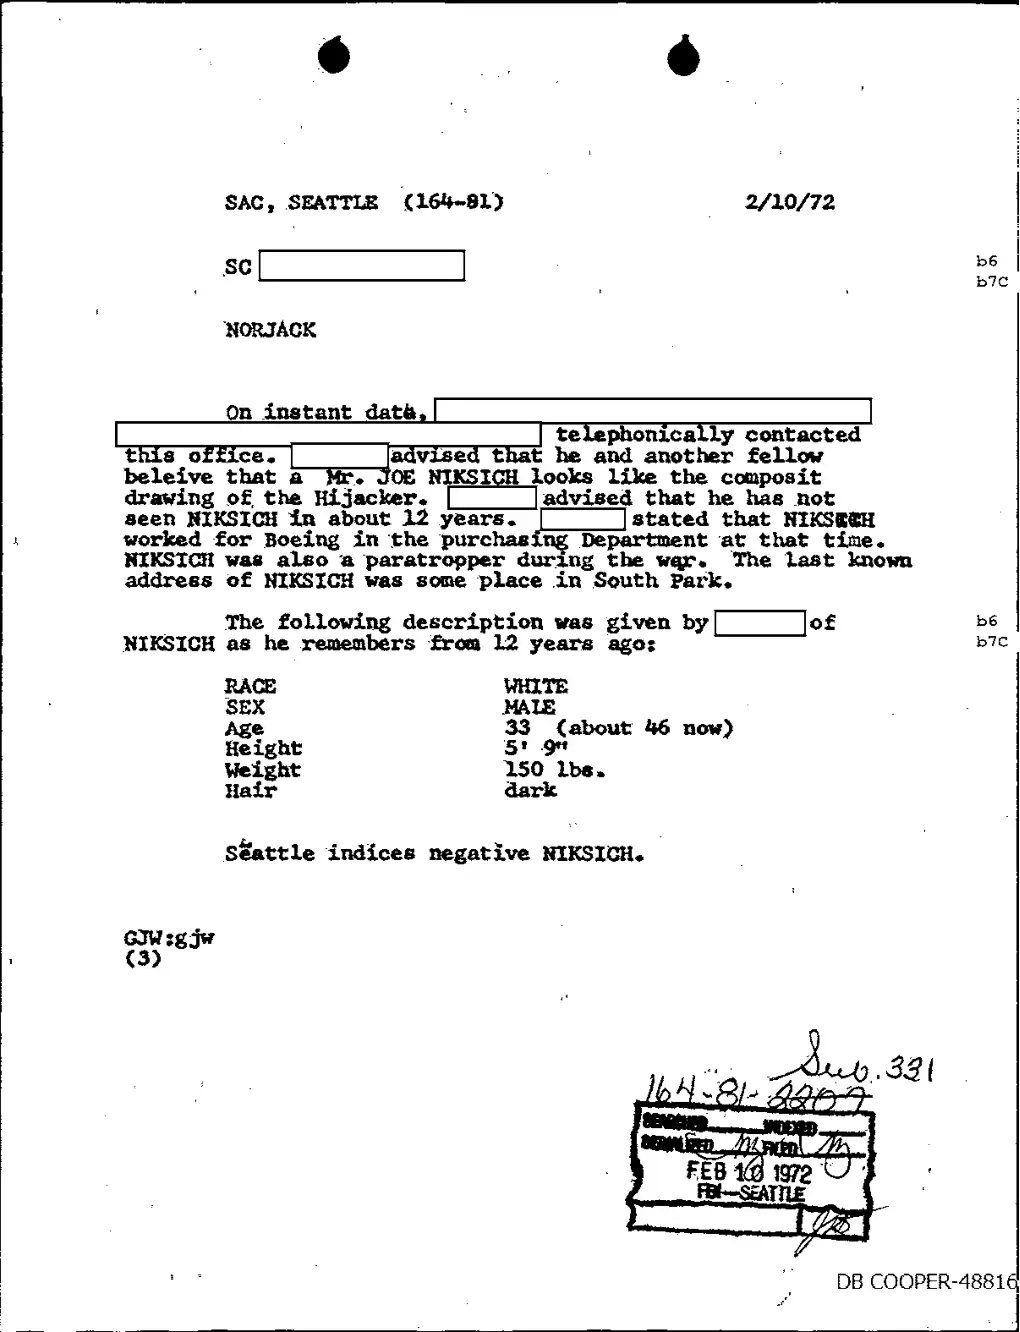 SAC, SEATTLE (164-81) 2/10/72
SC b6
b7C
NORJACK
On instant date,
telephonically contacted
this office. advised that he and another fellow
beleive that a Mr. JOE NIKSICH looks like the composit
drawing of the Hijacker. advised that he has not
seen NIKSICH in about 12 years. stated that NIKSICH
worked for Boeing in the purchasing Department at that time.
NIKSICH was also a paratropper during the war. The last known
address of NIKSICH was some place in South Park.
The following description was given by of b6
NIKSICH as he remembers from 12 years ago: b7C
RACE WHITE
SEX MALE
Age 33 (about 46 now)
Height 5' 9"
Weight 150 lbs.
Hair dark
Seattle indices negative NIKSICH.
GJW:gjw
(3)
Sub. 331
164-81-2207
SEARCHED INDEXED
SERIALIZED FILED
FEB 10 1972
FBI—SEATTLE
DB COOPER-48816